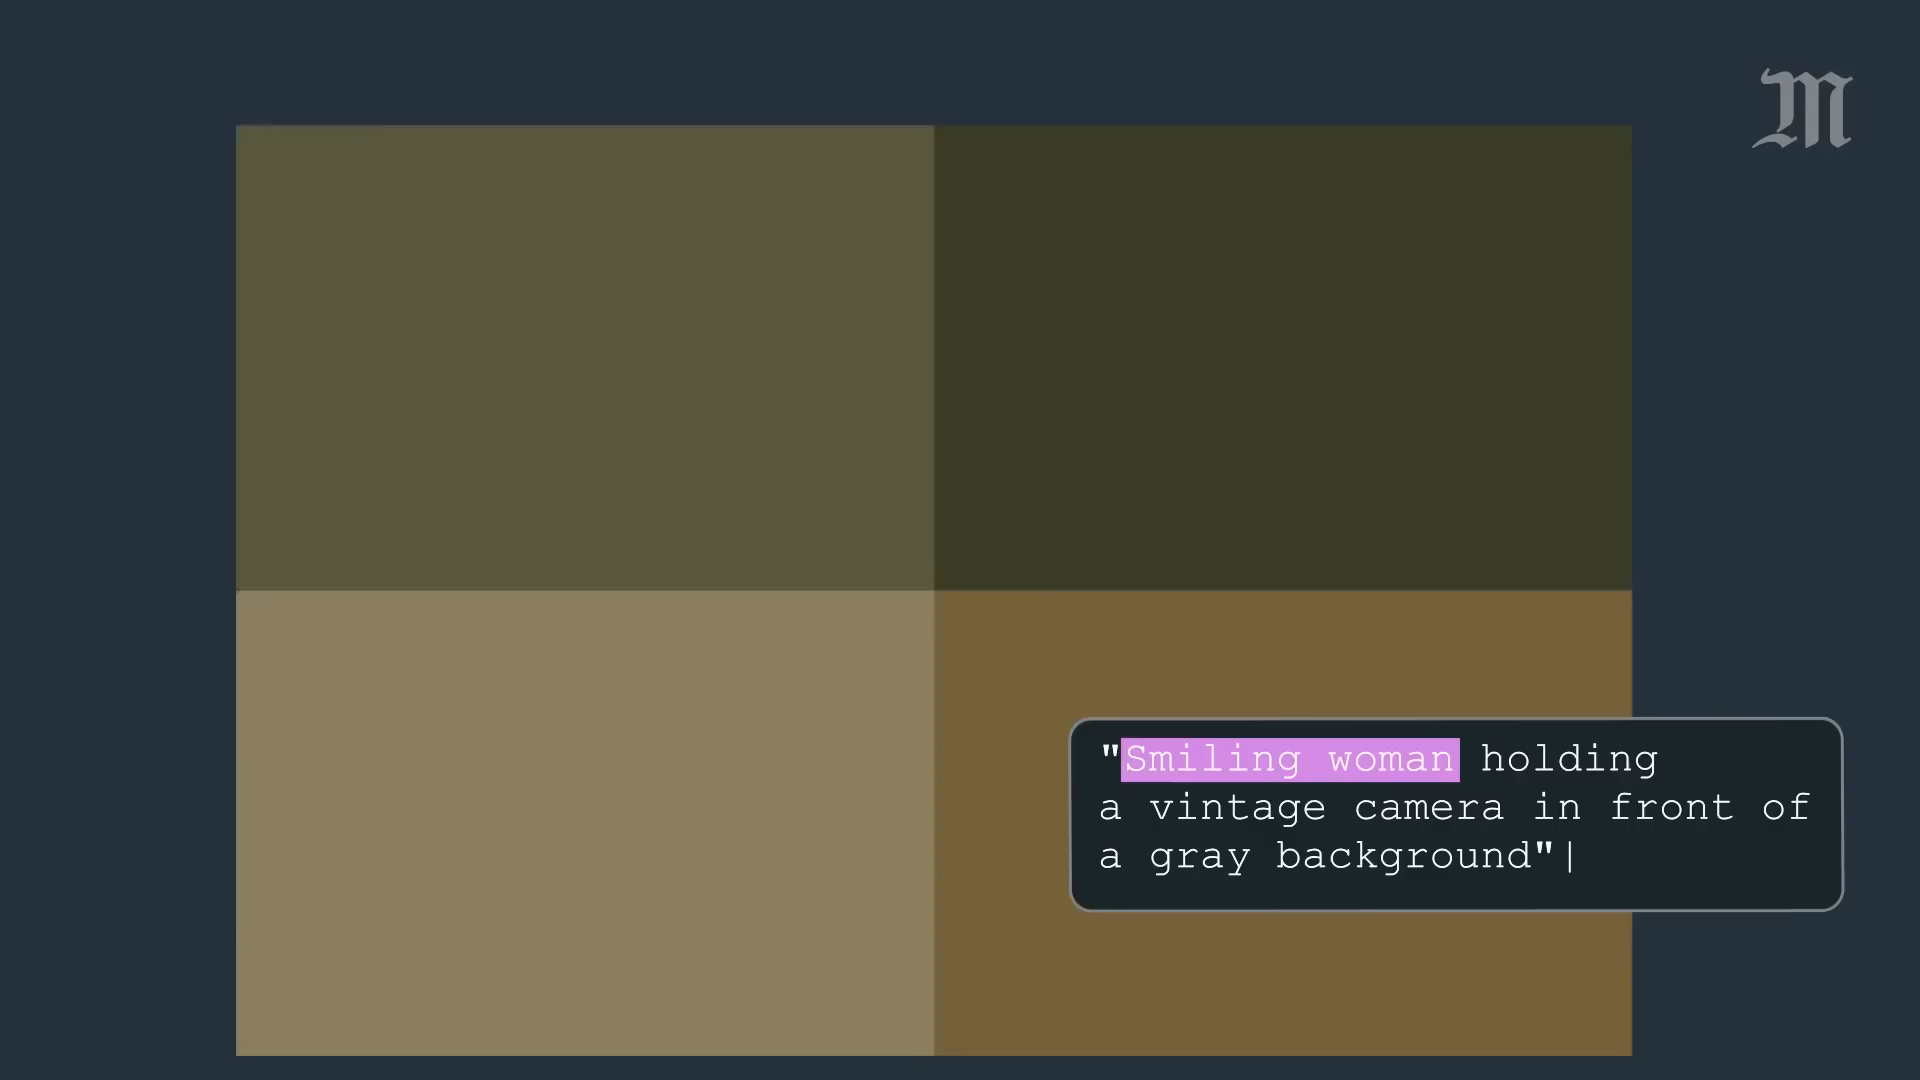 M
"Smiling woman holding
a vintage camera in front of
a gray background"|